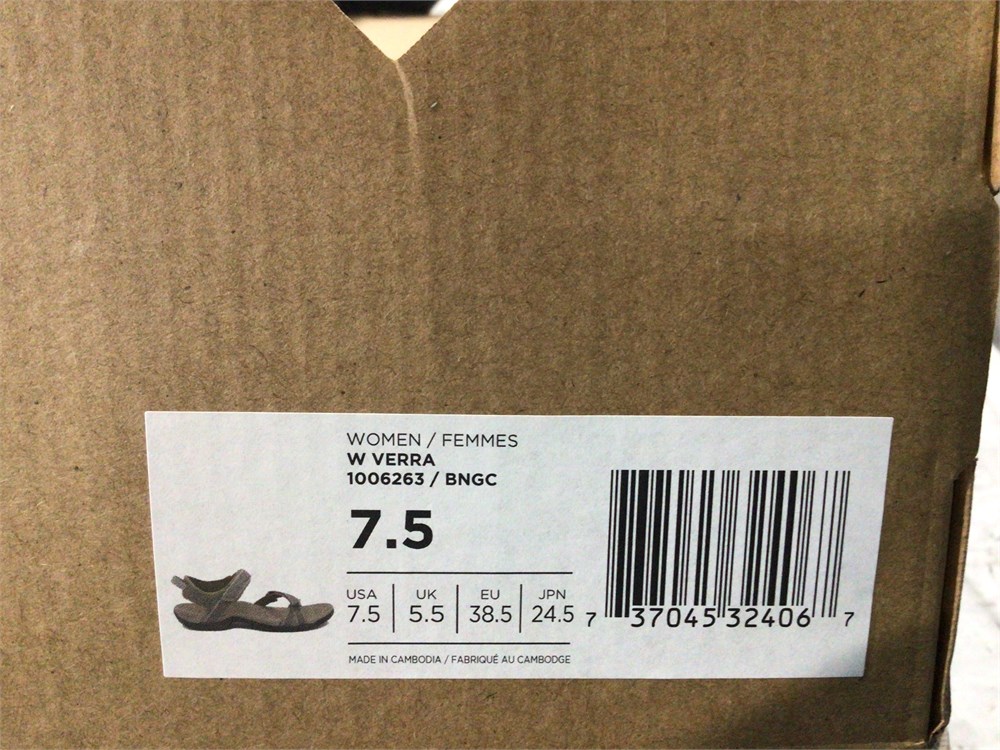 WOMEN / FEMMES
W VERRA
1006263 / BNGC
7.5
USA UK EU JPN
7.5 5.5 38.5 24.5
MADE IN CAMBODIA / FABRIQUÉ AU CAMBODGE
7 37045 32406 7